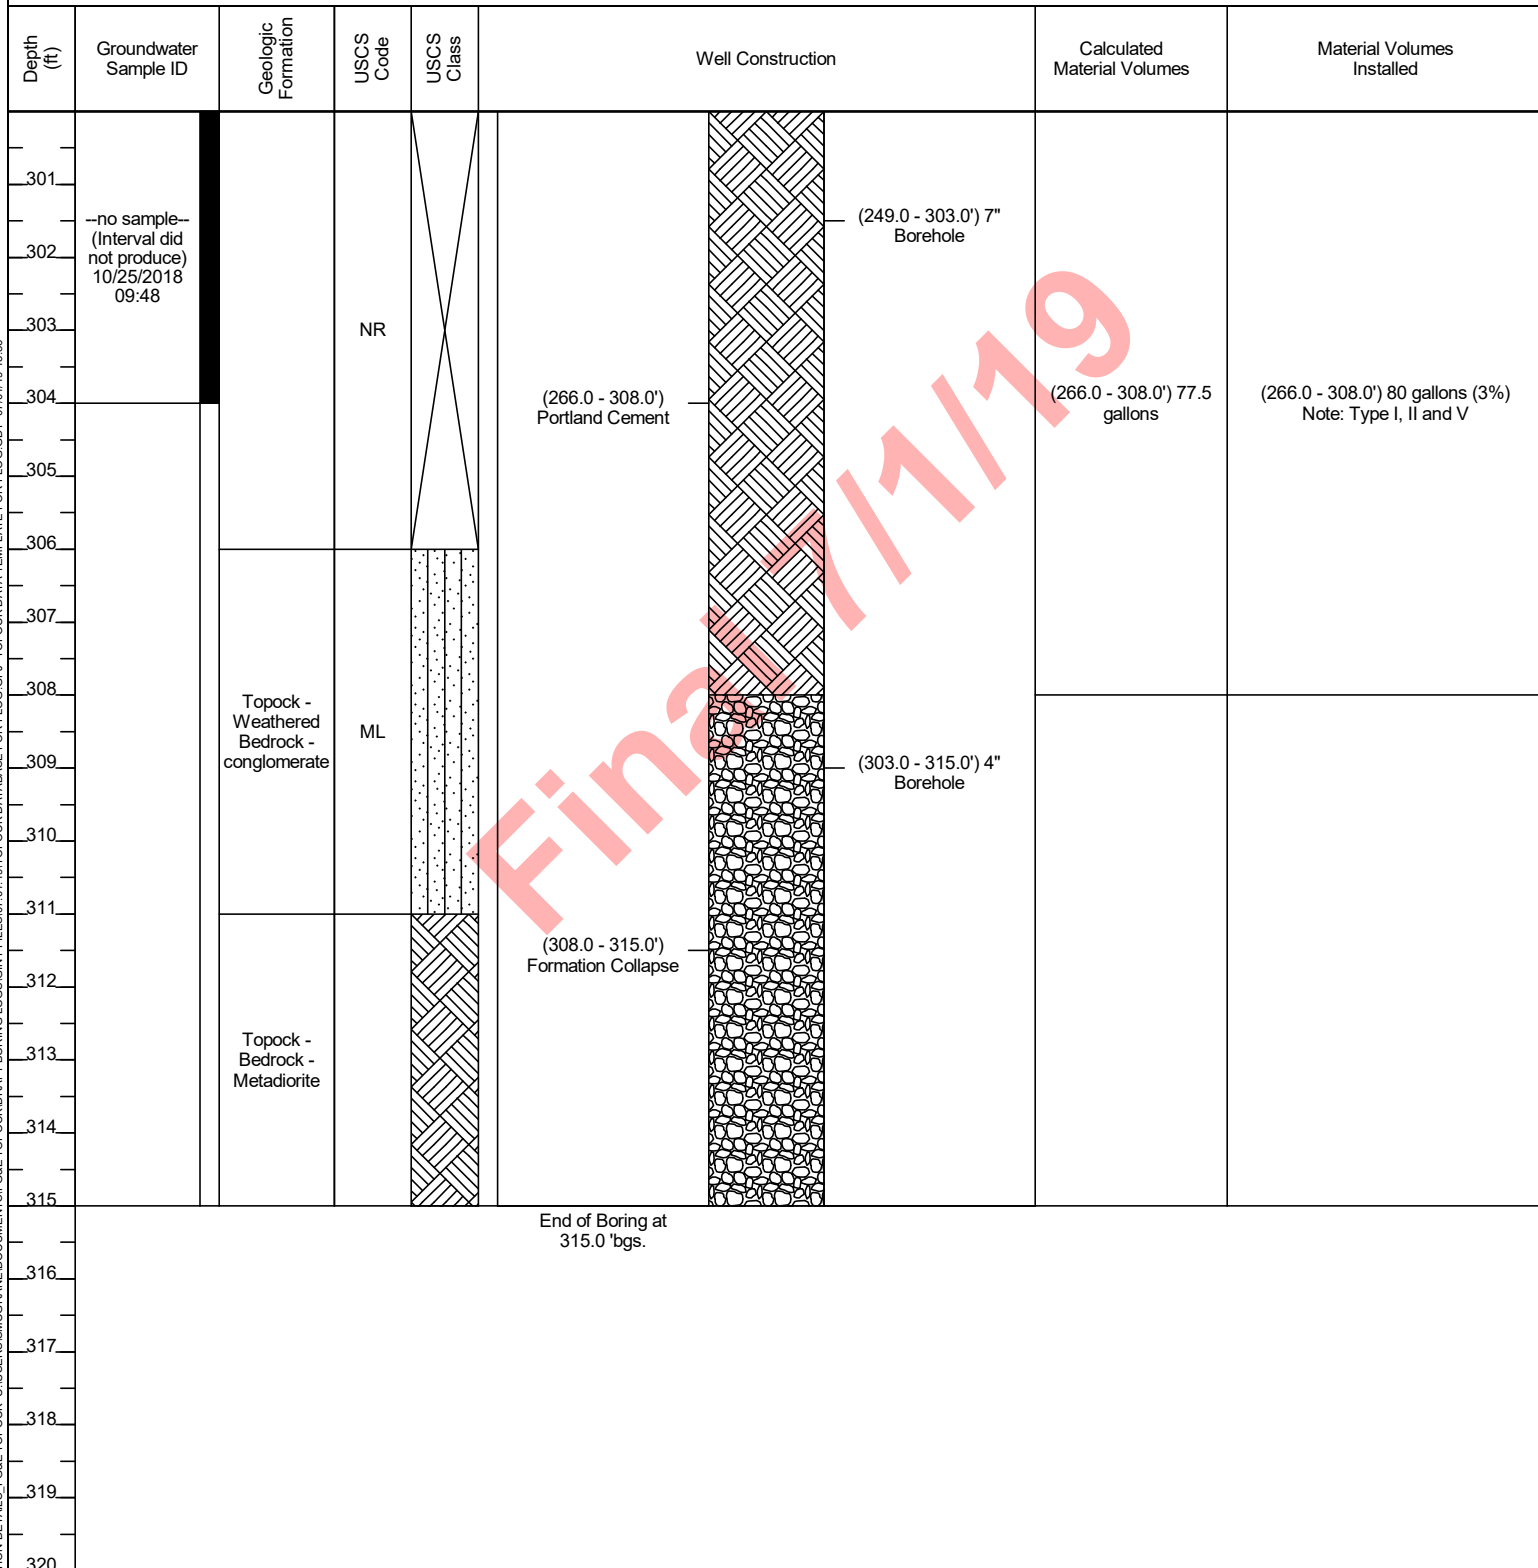 Depth
(ft)
Groundwater
Sample ID
Geologic
Formation
USCS
Code
USCS
Class
Well Construction
Calculated
Material Volumes
Material Volumes
Installed
301
302
303
304
305
306
307
308
309
310
311
312
313
314
315
316
317
318
319
320
--no sample--
(Interval did
not produce)
10/25/2018
09:48
NR
Topock -
Weathered
Bedrock -
conglomerate
ML
Topock -
Bedrock -
Metadiorite
(249.0 - 303.0') 7"
Borehole
(266.0 - 308.0')
Portland Cement
(303.0 - 315.0') 4"
Borehole
(308.0 - 315.0')
Formation Collapse
End of Boring at
315.0 'bgs.
(266.0 - 308.0') 77.5
gallons
(266.0 - 308.0') 80 gallons (3%)
Note: Type I, II and V
Final 7/1/19